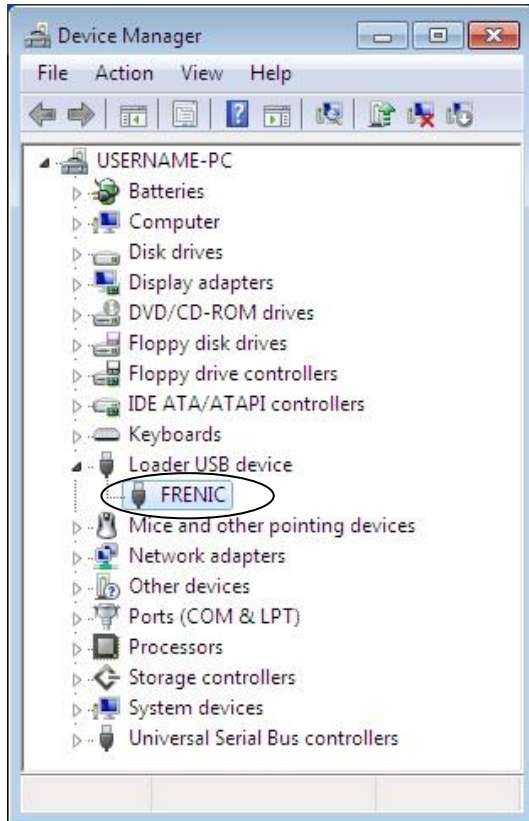 Device Manager
File Action View Help
USERNAME-PC
Batteries
Computer
Disk drives
Display adapters
DVD/CD-ROM drives
Floppy disk drives
Floppy drive controllers
IDE ATA/ATAPI controllers
Keyboards
Loader USB device
FRENIC
Mice and other pointing devices
Network adapters
Other devices
Ports (COM & LPT)
Processors
Storage controllers
System devices
Universal Serial Bus controllers